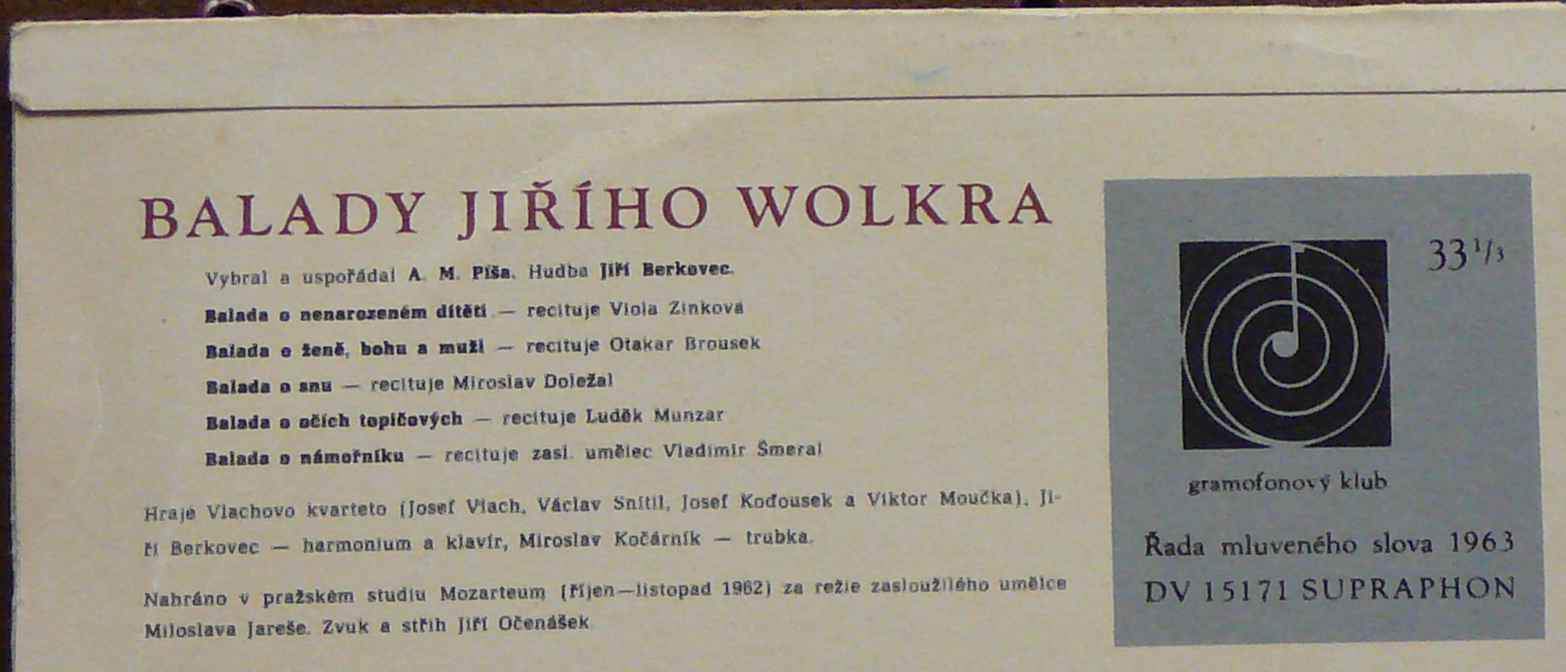 BALADY JIŘÍHO WOLKRA
Vybral a uspořádal A. M. Píša. Hudba Jiří Berkovec.
Balada o nenarozeném dítěti — recituje Viola Zinková
Balada o ženě, bohu a muži — recituje Otakar Brousek
Balada o snu — recituje Miroslav Doležal
Balada o očích topičových — recituje Luděk Munzar
Balada o námořníku — recituje zasl. umělec Vladimír Šmeral
Hraje Vlachovo kvarteto (Josef Vlach, Václav Snítil, Josef Koďousek a Viktor Moučka), Ji-
ří Berkovec — harmonium a klavír, Miroslav Kočárník — trubka.
Nahráno v pražském studiu Mozarteum (říjen—listopad 1962) za režie zasloužilého umělce
Miloslava Jareše. Zvuk a střih Jiří Očenášek
33 1/3
gramofonový klub
Řada mluveného slova 1963
DV 15171 SUPRAPHON